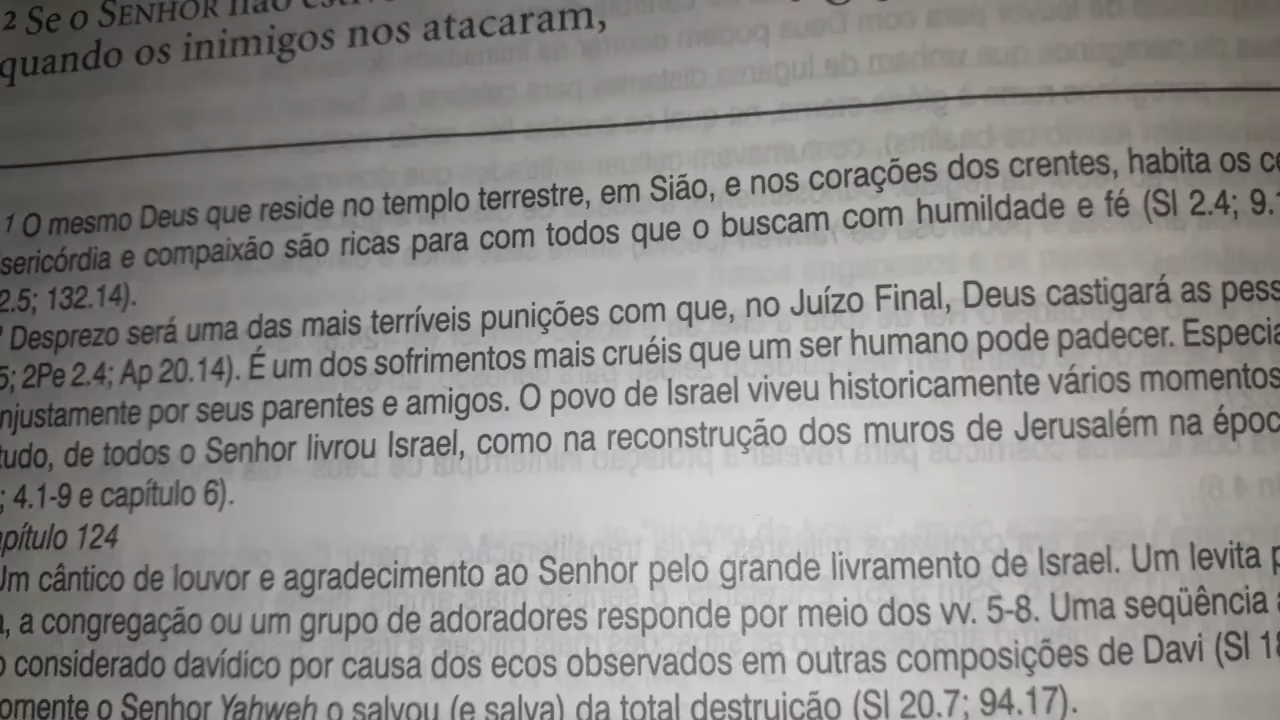 2 Se o SENHOR não
quando os inimigos nos atacaram,
1 O mesmo Deus que reside no templo terrestre, em Sião, e nos corações dos crentes, habita os
sericórdia e compaixão são ricas para com todos que o buscam com humildade e fé (Sl 2.4; 9.
2.5; 132.14).
Desprezo será uma das mais terríveis punições com que, no Juízo Final, Deus castigará as pess
5; 2Pe 2.4; Ap 20.14). É um dos sofrimentos mais cruéis que um ser humano pode padecer. Especia
njustamente por seus parentes e amigos. O povo de Israel viveu historicamente vários momentos
tudo, de todos o Senhor livrou Israel, como na reconstrução dos muros de Jerusalém na époc
; 4.1-9 e capítulo 6).
pítulo 124
Um cântico de louvor e agradecimento ao Senhor pelo grande livramento de Israel. Um levita p
, a congregação ou um grupo de adoradores responde por meio dos vv. 5-8. Uma seqüência
o considerado davídico por causa dos ecos observados em outras composições de Davi (Sl 18
omente o Senhor Yahweh o salvou (e salva) da total destruição (Sl 20.7; 94.17).